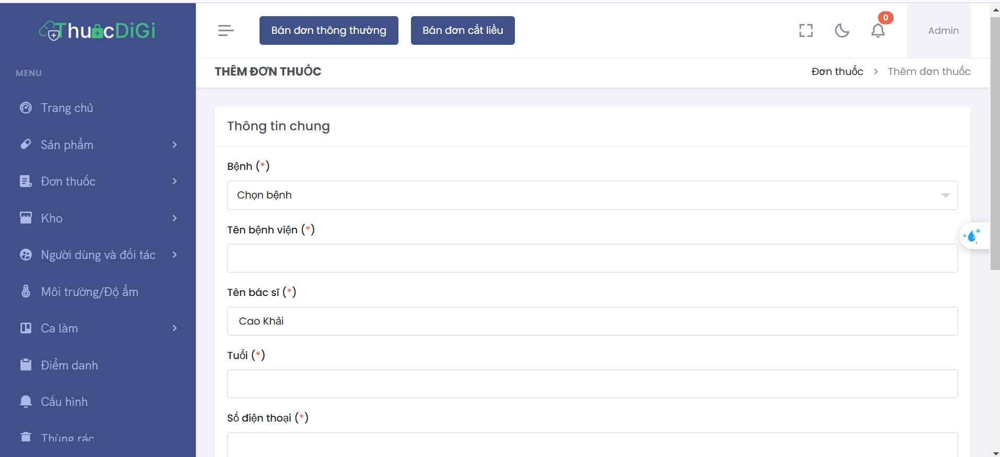 ThuốcDiGi
Bán đơn thông thường
Bán đơn cắt liều
0
Admin
MENU
THÊM ĐƠN THUỐC
Đơn thuốc > Thêm đơn thuốc
Trang chủ
Sản phẩm
Đơn thuốc
Kho
Người dùng và đối tác
Môi trường/Độ ẩm
Ca làm
Điểm danh
Cấu hình
Thùng rác
Thông tin chung
Bệnh (*)
Chọn bệnh
Tên bệnh viện (*)
Tên bác sĩ (*)
Cao Khải
Tuổi (*)
Số điện thoại (*)